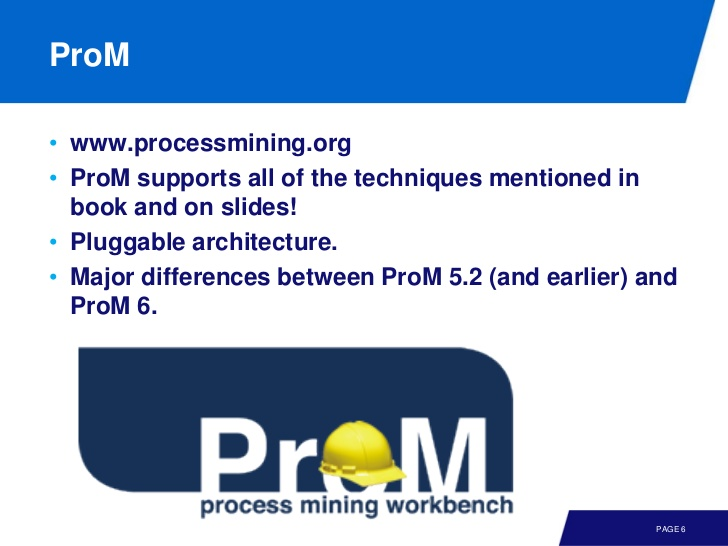 ProM
• www.processmining.org
• ProM supports all of the techniques mentioned in
book and on slides!
• Pluggable architecture.
• Major differences between ProM 5.2 (and earlier) and
ProM 6.
ProM
process mining workbench
PAGE 6